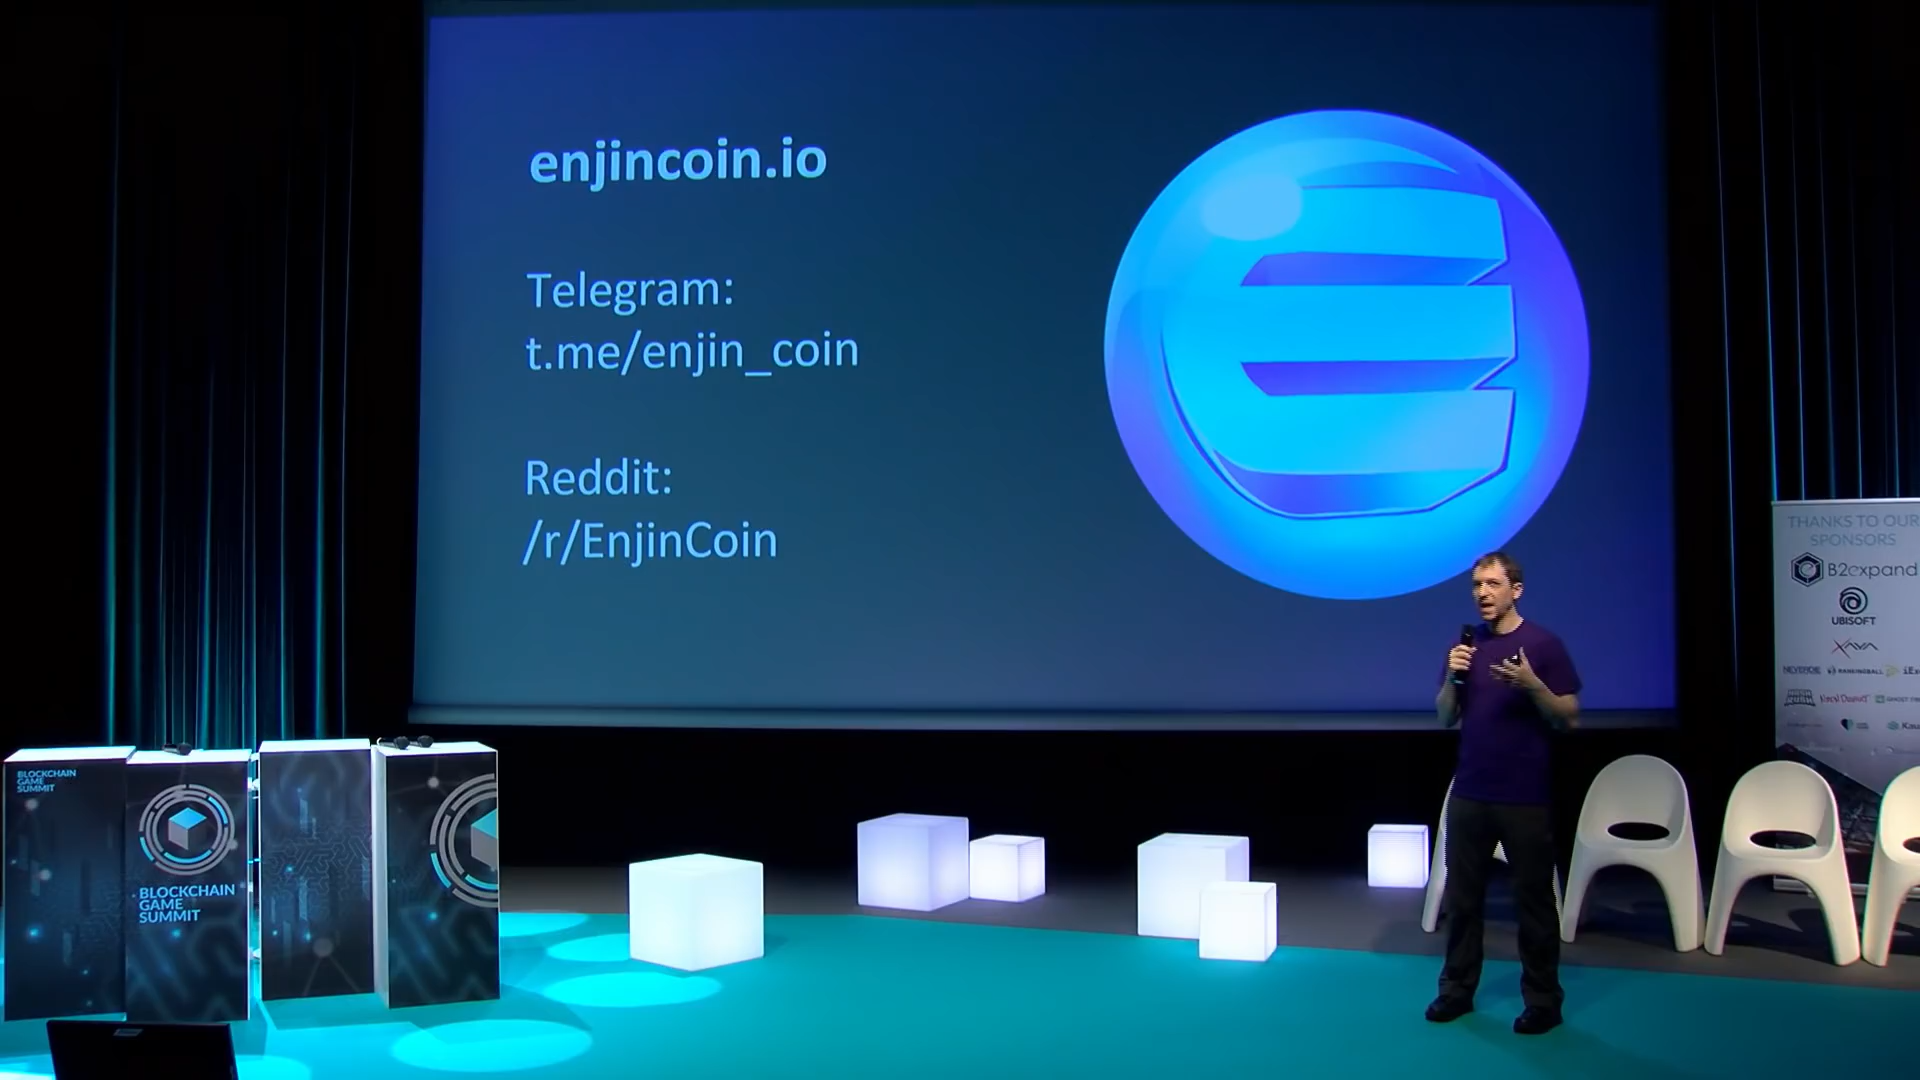 enjincoin.io
Telegram:
t.me/enjin_coin
Reddit:
/r/EnjinCoin
THANKS TO OUR
SPONSORS
B2expand
UBISOFT
BLOCKCHAIN
GAME
SUMMIT
BLOCKCHAIN
GAME
SUMMIT